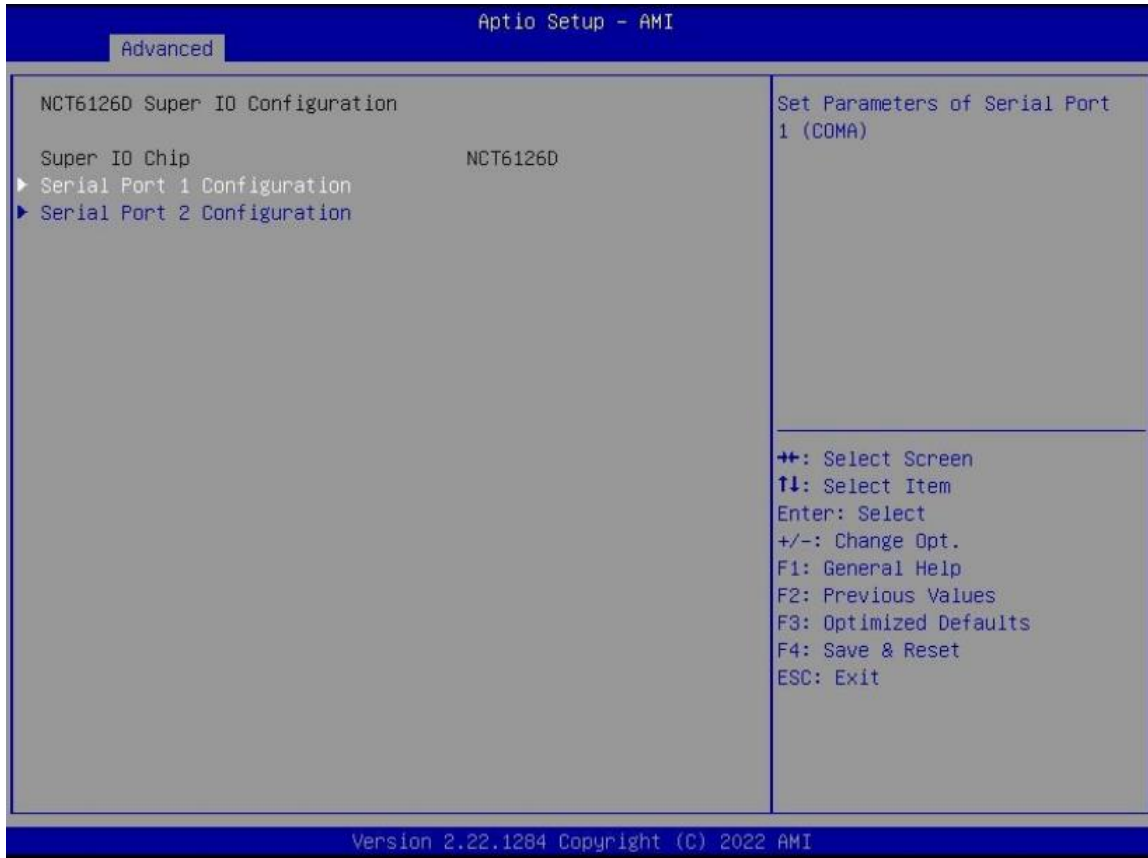 Aptio Setup – AMI
Advanced
NCT6126D Super IO Configuration
Super IO Chip NCT6126D
Serial Port 1 Configuration
Serial Port 2 Configuration
Set Parameters of Serial Port
1 (COMA)
→←: Select Screen
↑↓: Select Item
Enter: Select
+/-: Change Opt.
F1: General Help
F2: Previous Values
F3: Optimized Defaults
F4: Save & Reset
ESC: Exit
Version 2.22.1284 Copyright (C) 2022 AMI